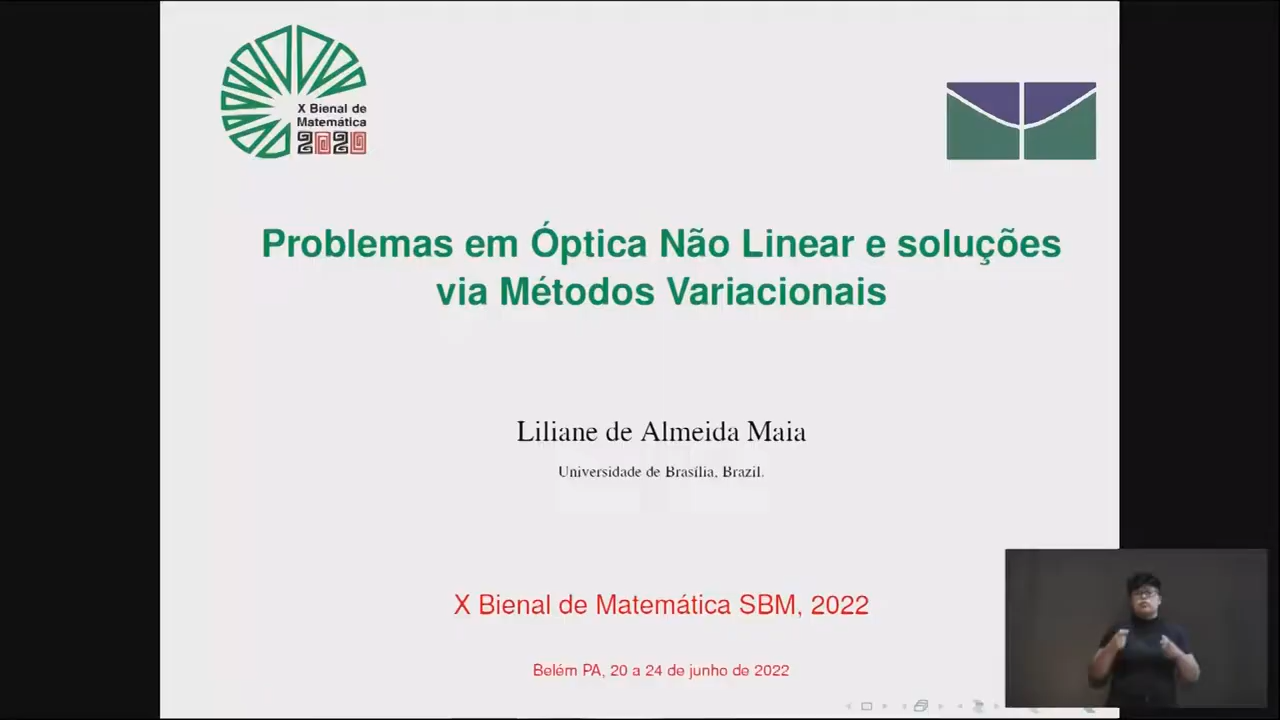 X Bienal de
Matemática
2020
Problemas em Óptica Não Linear e soluções
via Métodos Variacionais
Liliane de Almeida Maia
Universidade de Brasília, Brazil.
X Bienal de Matemática SBM, 2022
Belém PA, 20 a 24 de junho de 2022